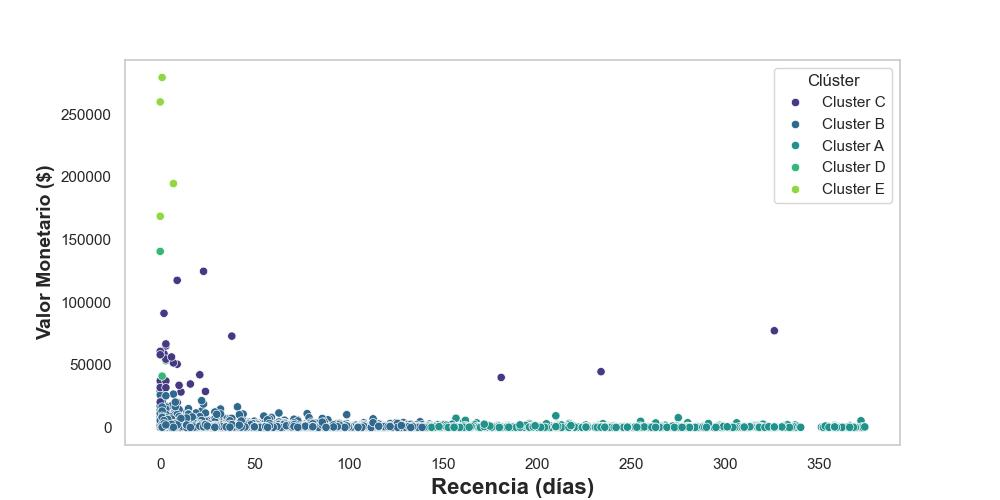 Clúster
Cluster C
Cluster B
Cluster A
Cluster D
Cluster E
Valor Monetario ($)
250000
200000
150000
100000
50000
0
0 50 100 150 200 250 300 350
Recencia (días)